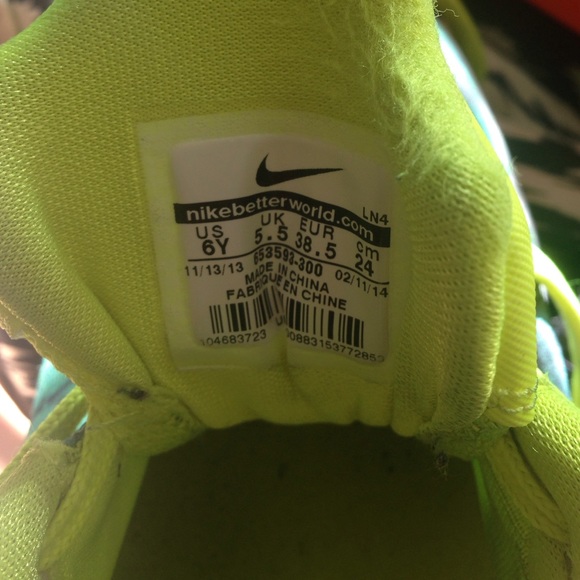 nikebetterworld.com LN4
US UK EUR cm
6Y 5.5 38.5 24
653593-300
11/13/13 02/11/14
MADE IN CHINA
FABRIQUE EN CHINE